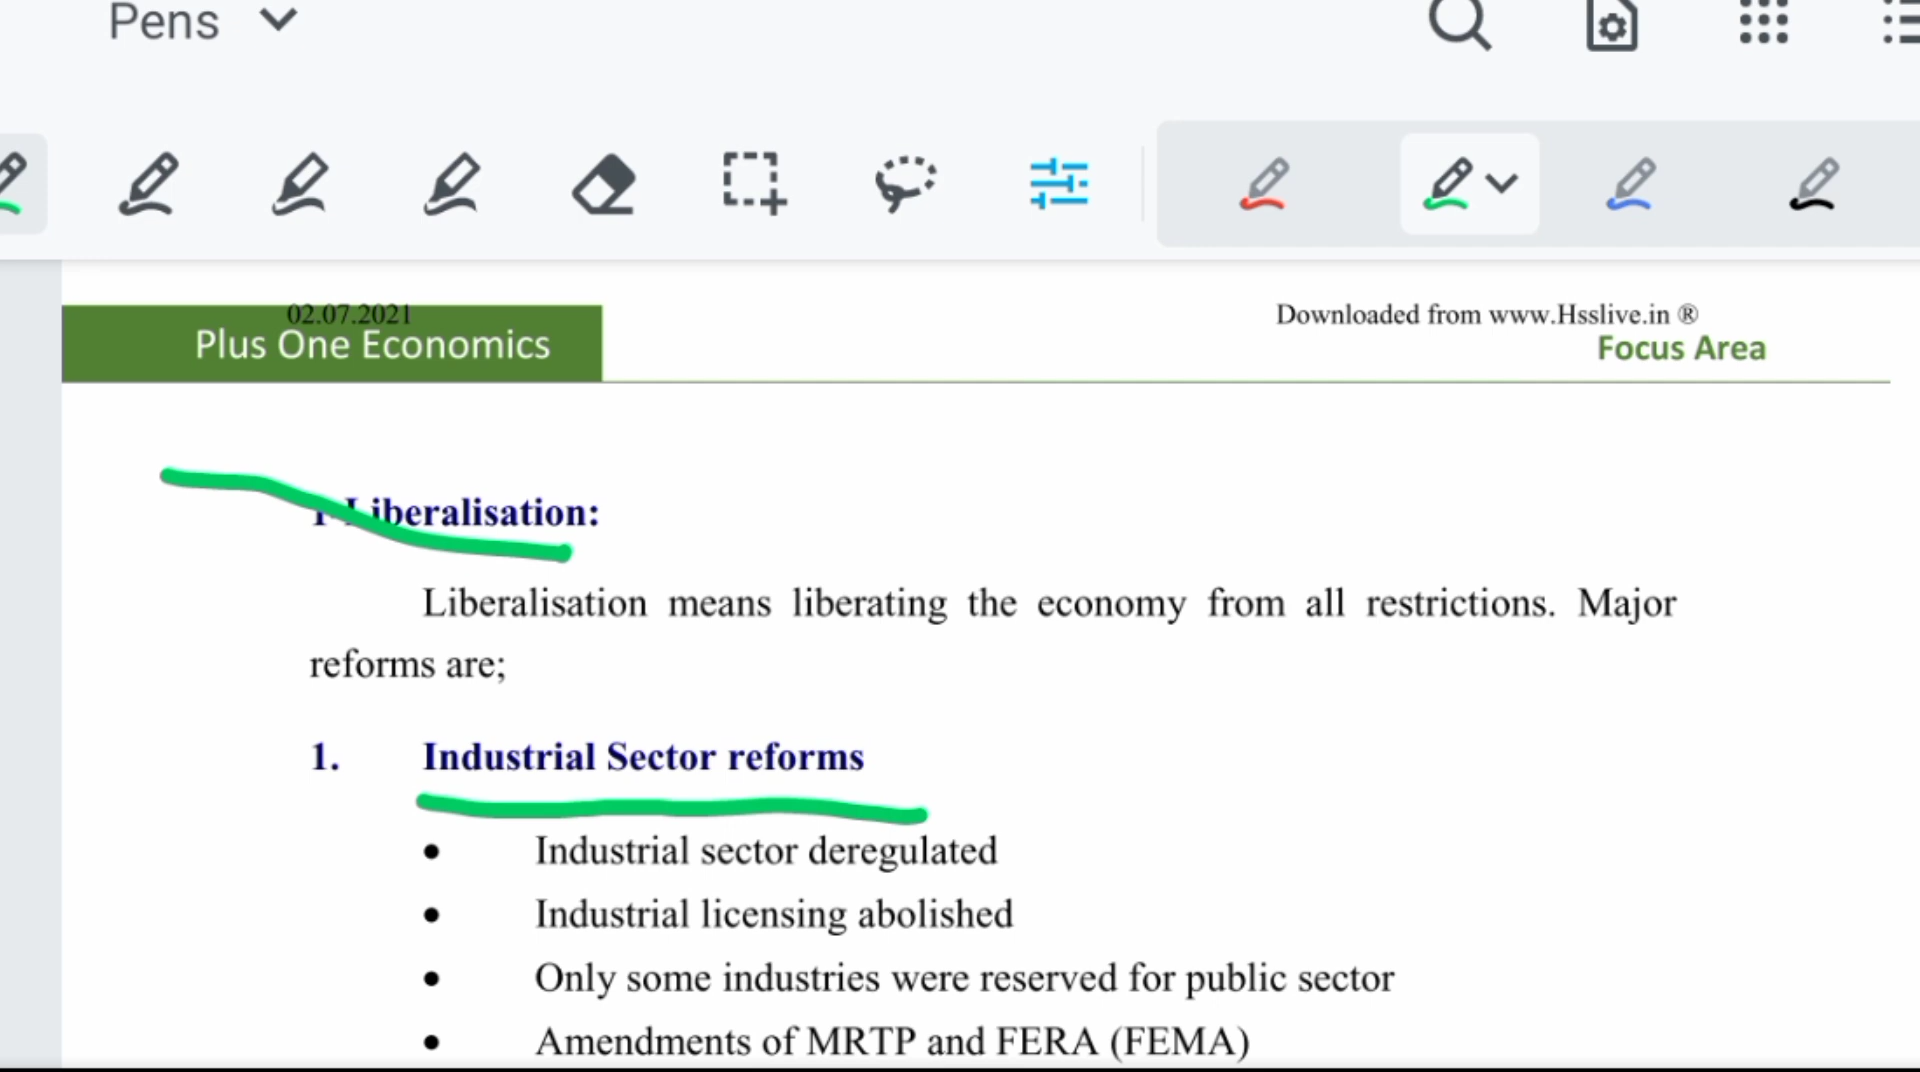 Pens
02.07.2021
Downloaded from www.Hsslive.in ®
Plus One Economics
Focus Area
1 Liberalisation:
Liberalisation means liberating the economy from all restrictions. Major
reforms are;
1. Industrial Sector reforms
• Industrial sector deregulated
• Industrial licensing abolished
• Only some industries were reserved for public sector
• Amendments of MRTP and FERA (FEMA)